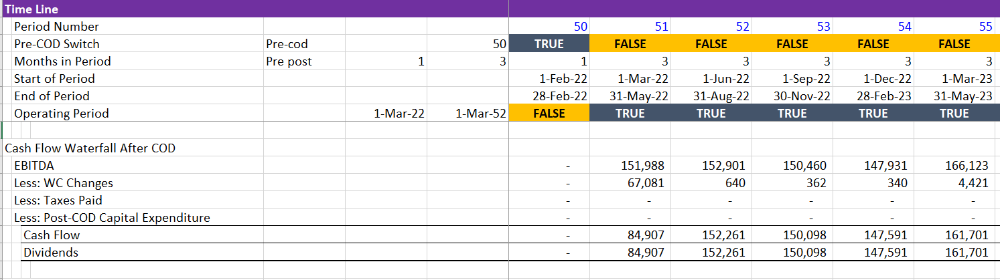 Time Line
Period Number 50 51 52 53 54 55
Pre-COD Switch Pre-cod 50 TRUE FALSE FALSE FALSE FALSE FALSE
Months in Period Pre post 1 3 1 3 3 3 3 3
Start of Period 1-Feb-22 1-Mar-22 1-Jun-22 1-Sep-22 1-Dec-22 1-Mar-23
End of Period 28-Feb-22 31-May-22 31-Aug-22 30-Nov-22 28-Feb-23 31-May-23
Operating Period 1-Mar-22 1-Mar-52 FALSE TRUE TRUE TRUE TRUE TRUE
Cash Flow Waterfall After COD
EBITDA - 151,988 152,901 150,460 147,931 166,123
Less: WC Changes - 67,081 640 362 340 4,421
Less: Taxes Paid - - - - - -
Less: Post-COD Capital Expenditure - - - - - -
Cash Flow - 84,907 152,261 150,098 147,591 161,701
Dividends - 84,907 152,261 150,098 147,591 161,701